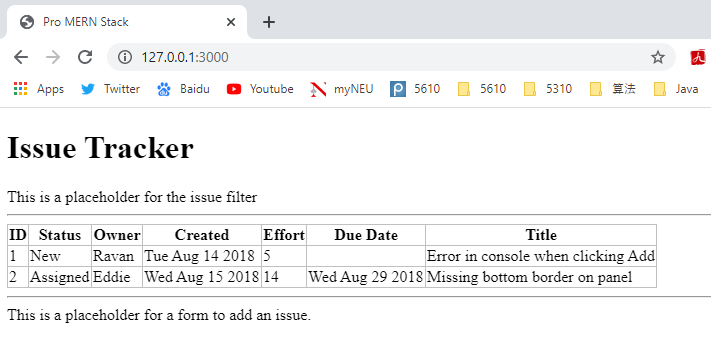 Pro MERN Stack
127.0.0.1:3000
Apps Twitter Baidu Youtube myNEU 5610 5610 5310 算法 Java
Issue Tracker
This is a placeholder for the issue filter
ID Status Owner Created Effort Due Date Title
1 New Ravan Tue Aug 14 2018 5 Error in console when clicking Add
2 Assigned Eddie Wed Aug 15 2018 14 Wed Aug 29 2018 Missing bottom border on panel
This is a placeholder for a form to add an issue.